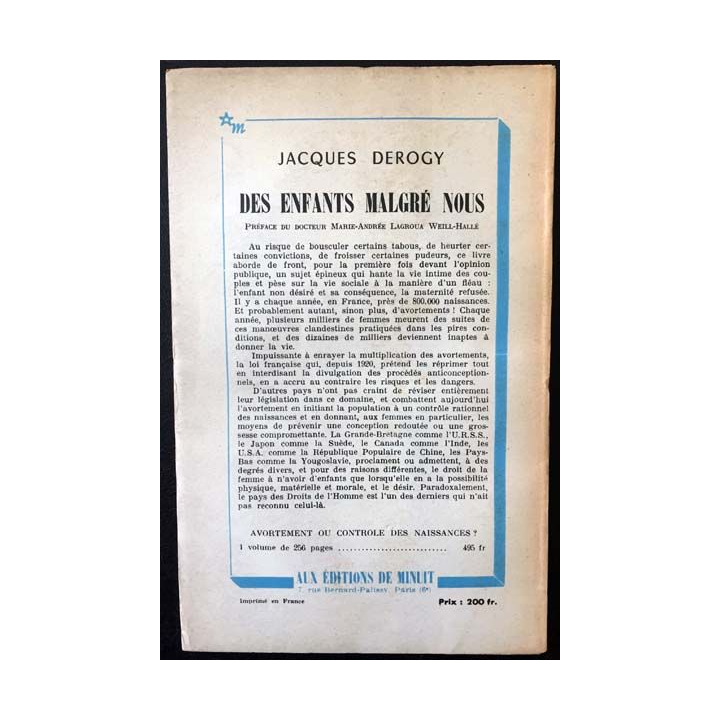 m
JACQUES DEROGY
DES ENFANTS MALGRÉ NOUS
PRÉFACE DU DOCTEUR MARIE-ANDRÉE LAGROUA WEILL-HALLÉ
Au risque de bousculer certains tabous, de heurter cer-
taines convictions, de froisser certaines pudeurs, ce livre
aborde de front, pour la première fois devant l'opinion
publique, un sujet épineux qui hante la vie intime des cou-
ples et pèse sur la vie sociale à la manière d'un fléau :
l'enfant non désiré et sa conséquence, la maternité refusée.
Il y a chaque année, en France, près de 800.000 naissances.
Et probablement autant, sinon plus, d'avortements ! Chaque
année, plusieurs milliers de femmes meurent des suites de
ces manœuvres clandestines pratiquées dans les pires con-
ditions, et des dizaines de milliers deviennent inaptes à
donner la vie.
Impuissante à enrayer la multiplication des avortements,
la loi française qui, depuis 1920, prétend les réprimer tout
en interdisant la divulgation des procédés anticonception-
nels, en a accru au contraire les risques et les dangers.
D'autres pays n'ont pas craint de réviser entièrement
leur législation dans ce domaine, et combattent aujourd'hui
l'avortement en initiant la population à un contrôle rationnel
des naissances et en donnant, aux femmes en particulier, les
moyens de prévenir une conception redoutée ou une gros-
sesse compromettante. La Grande-Bretagne comme l'U.R.S.S.,
le Japon comme la Suède, le Canada comme l'Inde, les
U.S.A. comme la République Populaire de Chine, les Pays-
Bas comme la Yougoslavie, proclament ou admettent, à des
degrés divers, et pour des raisons différentes, le droit de la
femme à n'avoir d'enfants que lorsqu'elle en a la possibilité
physique, matérielle et morale, et le désir. Paradoxalement,
le pays des Droits de l'Homme est l'un des derniers qui n'ait
pas reconnu celui-là.
AVORTEMENT OU CONTROLE DES NAISSANCES ?
1 volume de 256 pages ............................ 495 fr
AUX ÉDITIONS DE MINUIT
7, rue Bernard-Palissy, Paris (6e)
Imprimé en France Prix : 200 fr.